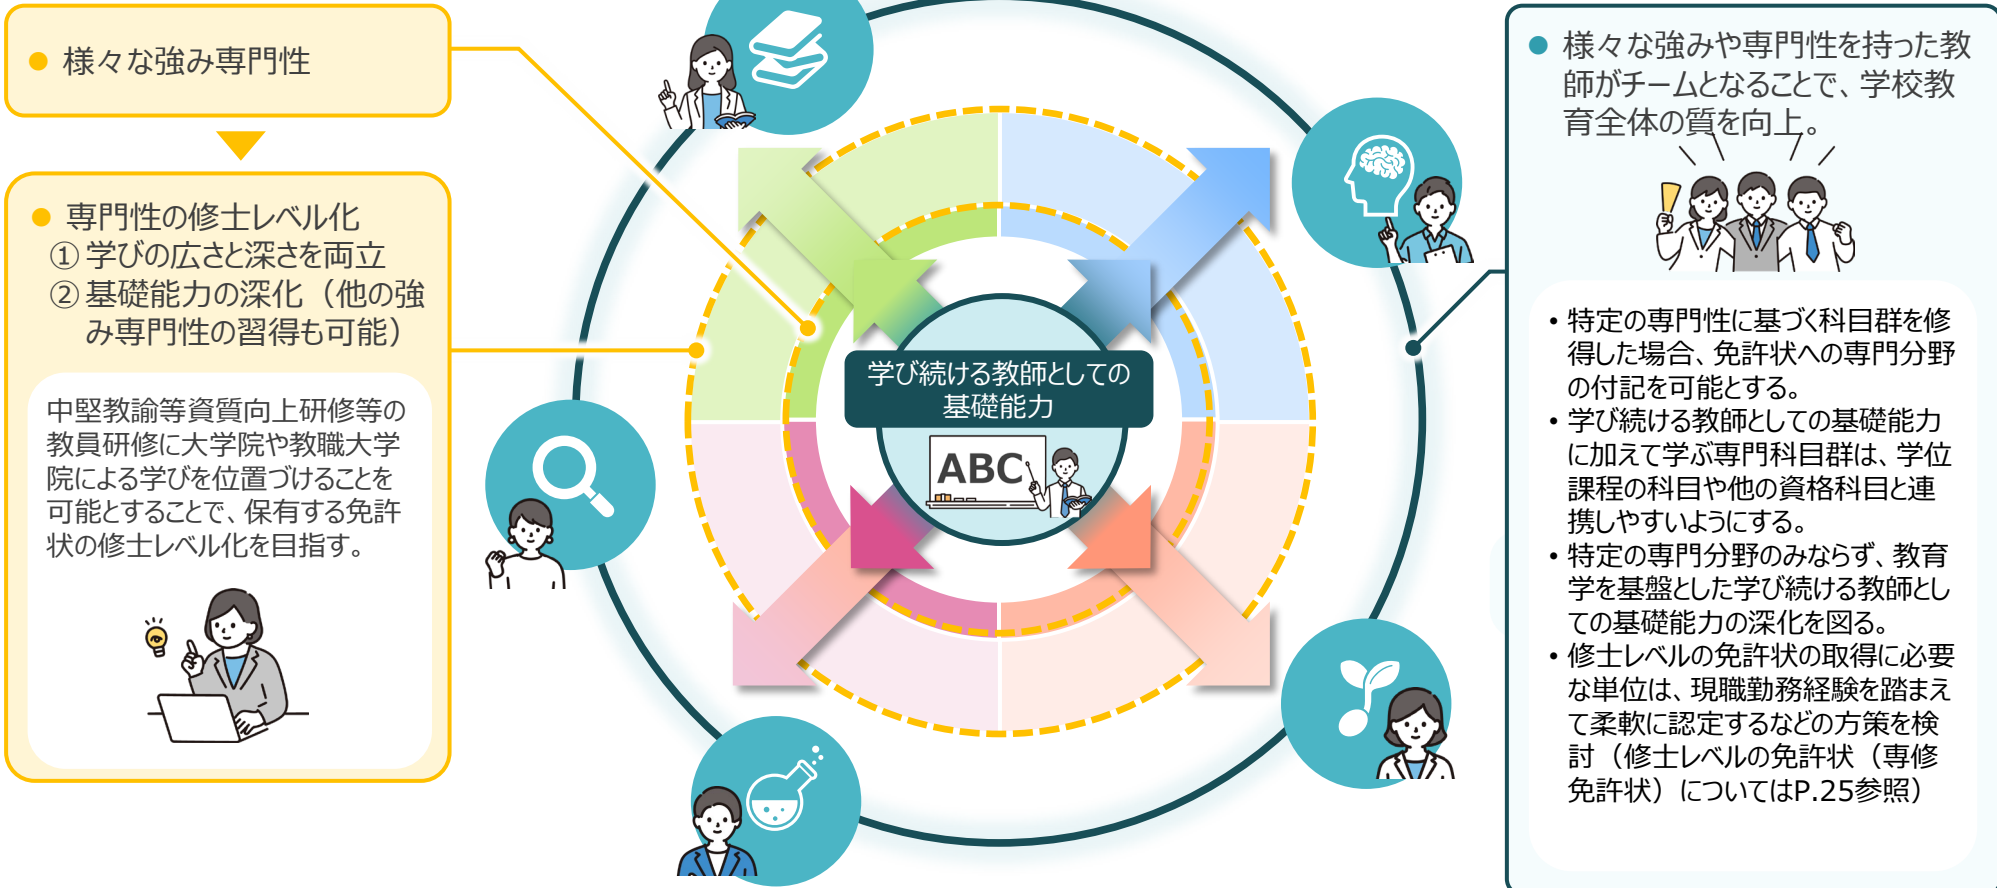 様々な強み専門性
専門性の修士レベル化
① 学びの広さと深さを両立
② 基礎能力の深化（他の強
み専門性の習得も可能）
中堅教諭等資質向上研修等の
教員研修に大学院や教職大学
院による学びを位置づけることを
可能とすることで、保有する免許
状の修士レベル化を目指す。
学び続ける教師としての
基礎能力
ABC
● 様々な強みや専門性を持った教
師がチームとなることで、学校教
育全体の質を向上。
• 特定の専門性に基づく科目群を修
得した場合、免許状への専門分野
の付記を可能とする。
• 学び続ける教師としての基礎能力
に加えて学ぶ専門科目群は、学位
課程の科目や他の資格科目と連
携しやすいようにする。
• 特定の専門分野のみならず、教育
学を基盤とした学び続ける教師とし
ての基礎能力の深化を図る。
• 修士レベルの免許状の取得に必要
な単位は、現職勤務経験を踏まえ
て柔軟に認定するなどの方策を検
討（修士レベルの免許状（専修
免許状）についてはP.25参照）